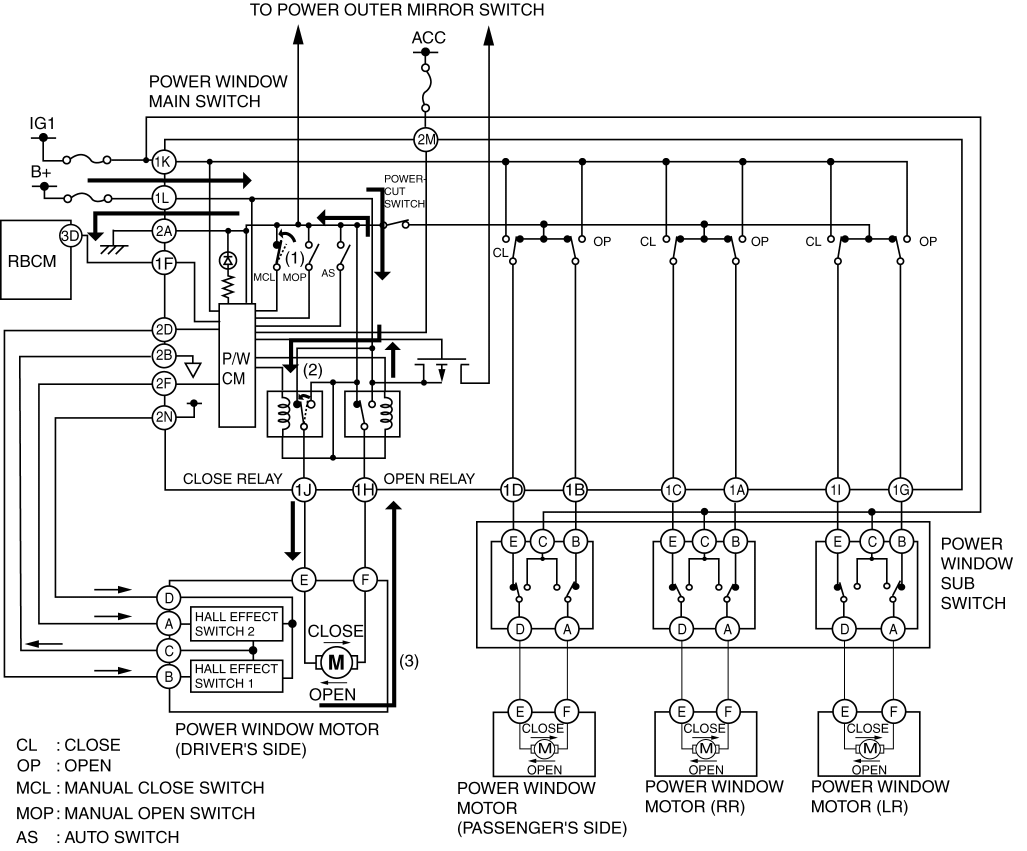 TO POWER OUTER MIRROR SWITCH
ACC
POWER WINDOW
MAIN SWITCH
IG1
2M
1K
B+
POWER-
CUT
SWITCH
1L
2A
3D
RBCM
1F
(1)
MCL
MOP
AS
CL
OP
CL
OP
CL
OP
2D
2B
P/W
CM
2F
(2)
2N
CLOSE RELAY
1J
1H
OPEN RELAY
1D
1B
1C
1A
1I
1G
E
C
B
E
C
B
E
C
B
POWER
WINDOW
SUB
SWITCH
E
F
D
A
C
B
HALL EFFECT
SWITCH 2
HALL EFFECT
SWITCH 1
CLOSE
M
OPEN
(3)
D
A
D
A
D
A
E
F
E
F
E
F
CLOSE
M
OPEN
CLOSE
M
OPEN
CLOSE
M
OPEN
POWER WINDOW MOTOR
(DRIVER'S SIDE)
POWER WINDOW
MOTOR
(PASSENGER'S SIDE)
POWER WINDOW
MOTOR (RR)
POWER WINDOW
MOTOR (LR)
CL : CLOSE
OP : OPEN
MCL : MANUAL CLOSE SWITCH
MOP : MANUAL OPEN SWITCH
AS : AUTO SWITCH